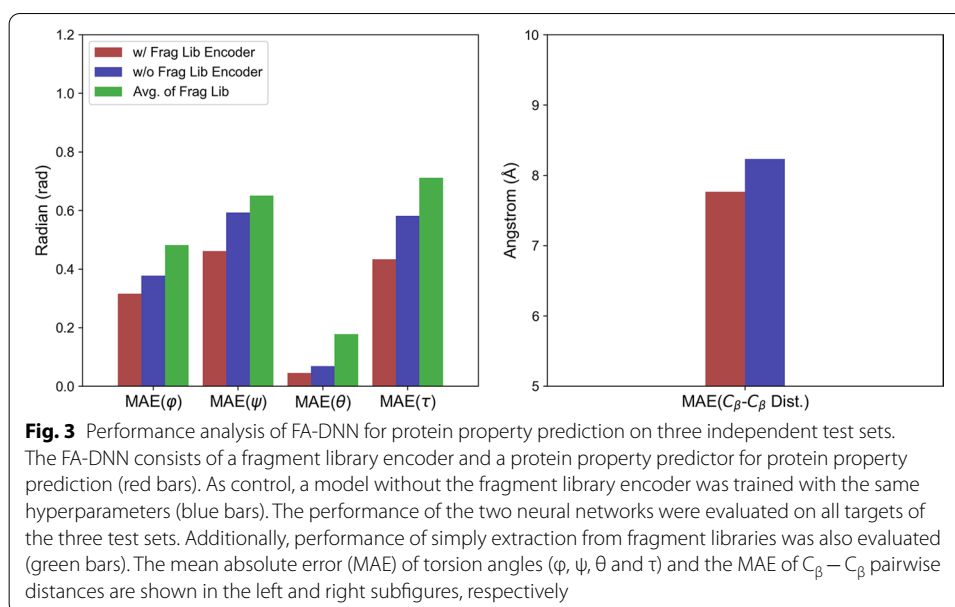 1.2
1.0
0.8
0.6
0.4
0.2
0.0
Radian (rad)
w/ Frag Lib Encoder
w/o Frag Lib Encoder
Avg. of Frag Lib
MAE(φ) MAE(ψ) MAE(θ) MAE(τ)
10
9
8
7
6
5
Angstrom (Å)
MAE(Cβ-Cβ Dist.)
Fig. 3 Performance analysis of FA-DNN for protein property prediction on three independent test sets.
The FA-DNN consists of a fragment library encoder and a protein property predictor for protein property
prediction (red bars). As control, a model without the fragment library encoder was trained with the same
hyperparameters (blue bars). The performance of the two neural networks were evaluated on all targets of
the three test sets. Additionally, performance of simply extraction from fragment libraries was also evaluated
(green bars). The mean absolute error (MAE) of torsion angles (φ, ψ, θ and τ) and the MAE of Cβ − Cβ pairwise
distances are shown in the left and right subfigures, respectively